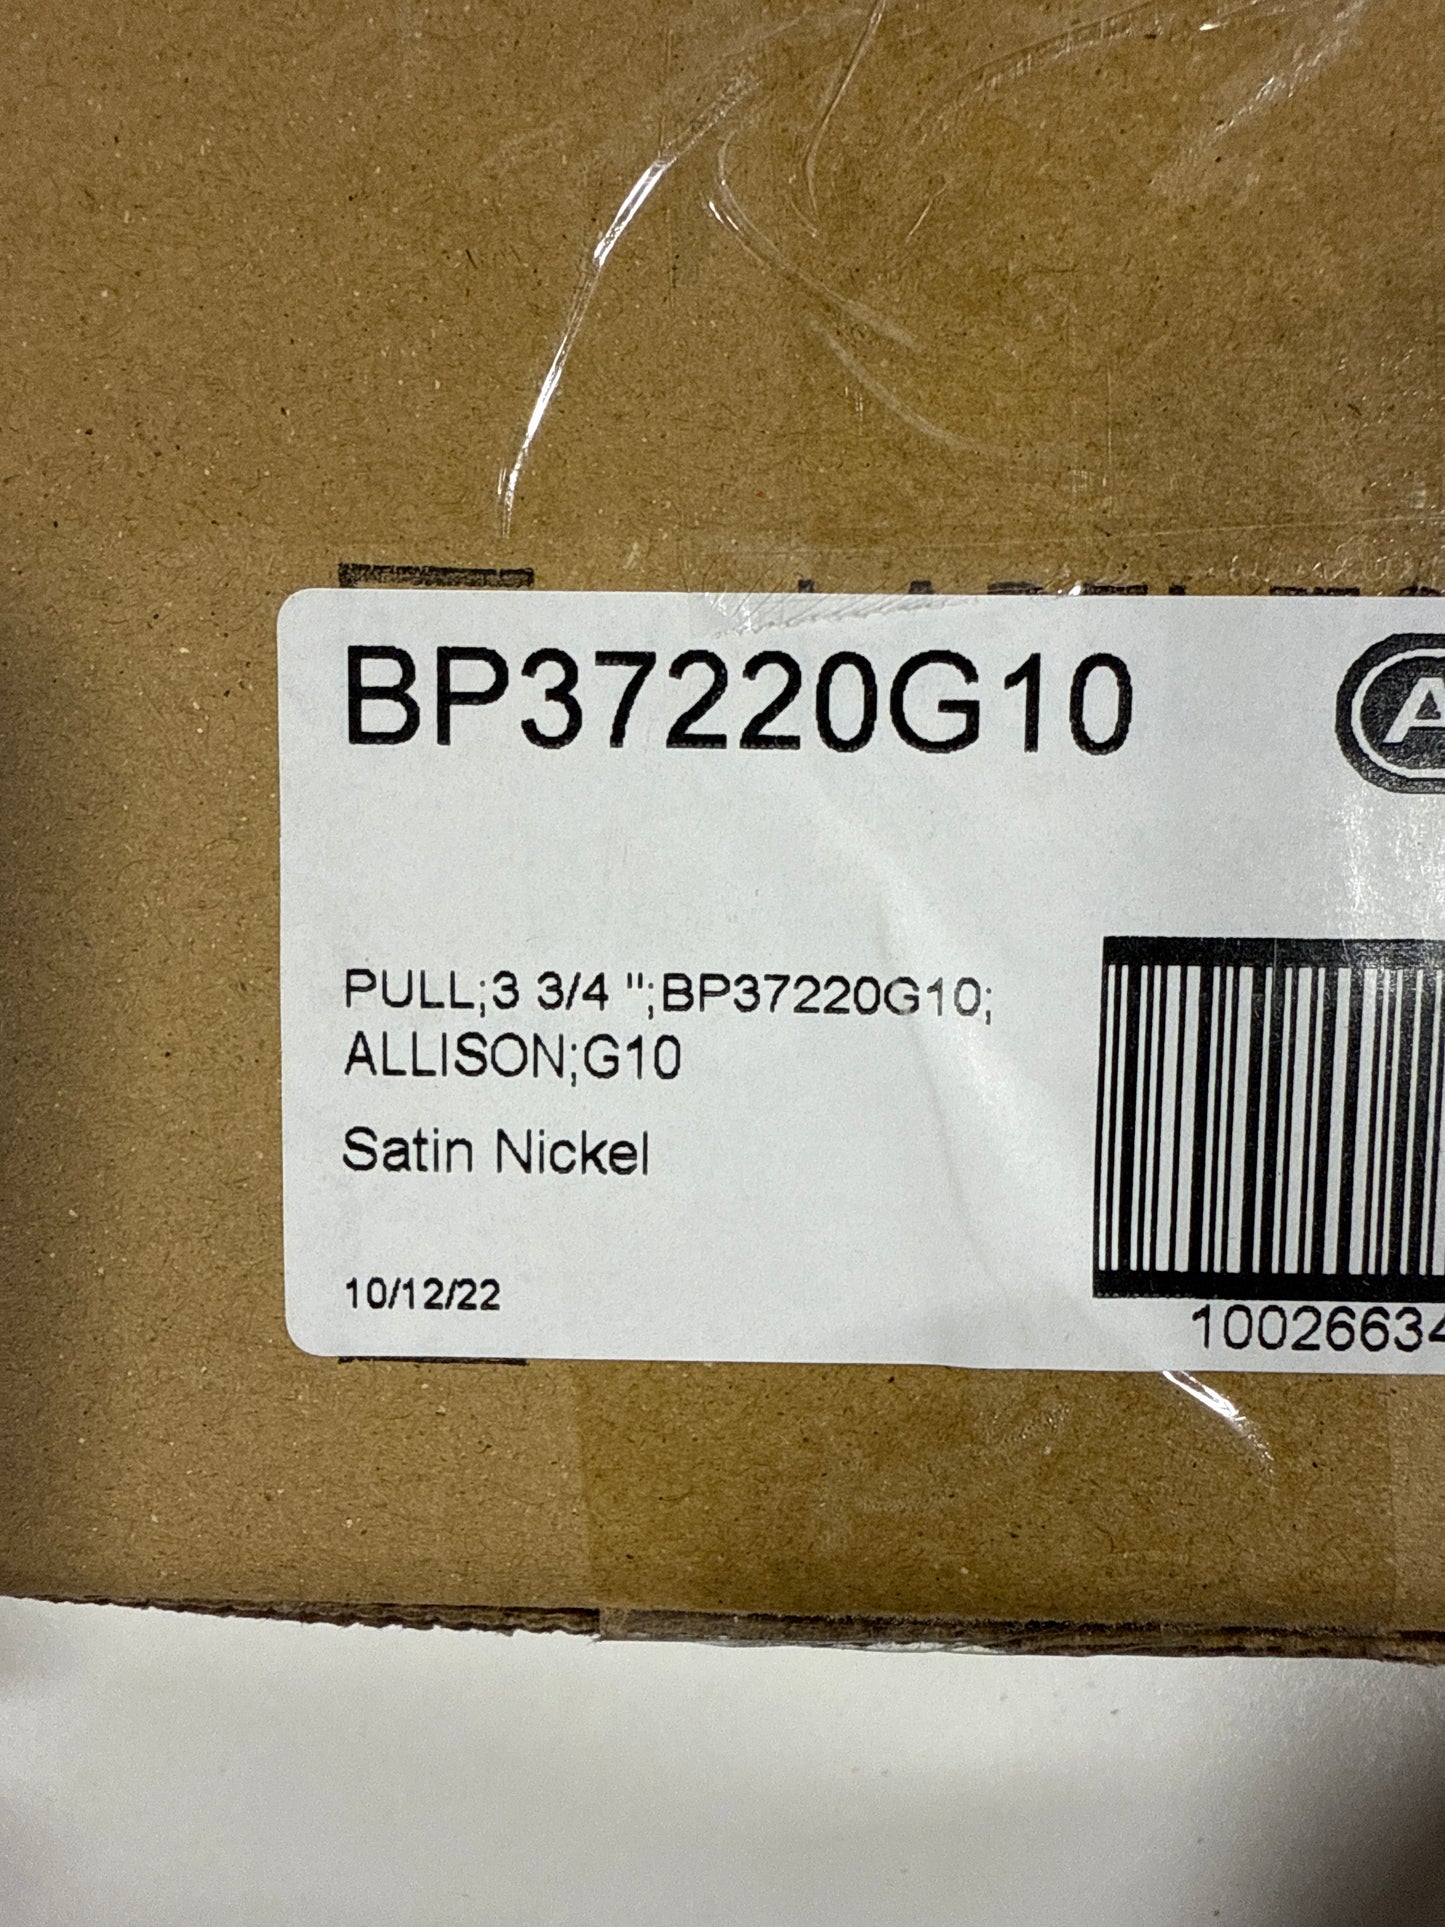 BP37220G10
A
PULL;3 3/4 ";BP37220G10;
ALLISON;G10
Satin Nickel
10/12/22
10026634